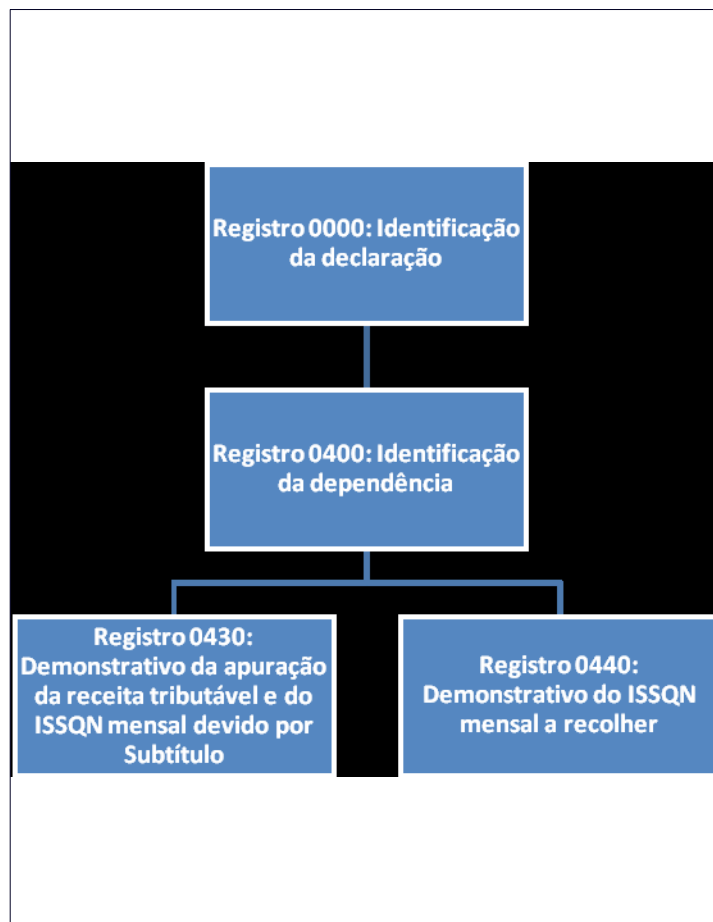 Registro 0000: Identificação
da declaração
Registro 0400: Identificação
da dependência
Registro 0430:
Demonstrativo da apuração
da receita tributável e do
ISSQN mensal devido por
Subtítulo
Registro 0440:
Demonstrativo do ISSQN
mensal a recolher